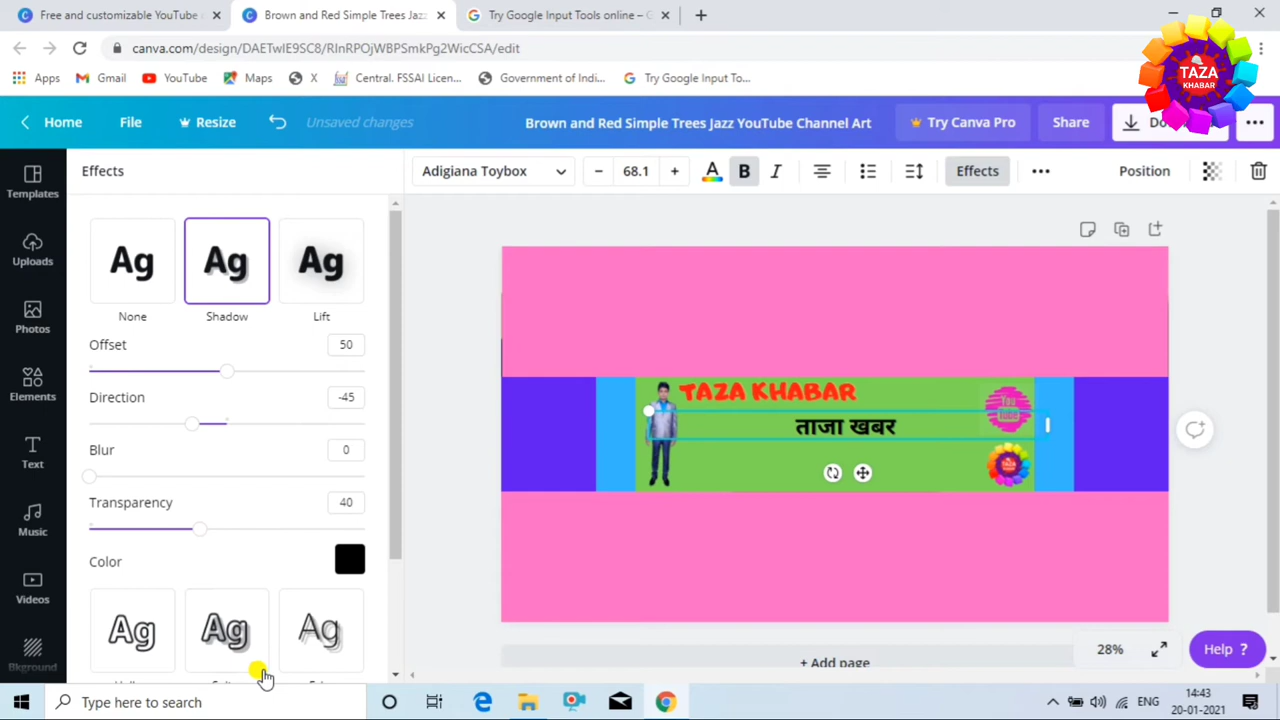 Free and customizable YouTube c
Brown and Red Simple Trees Jazz
Try Google Input Tools online – G
canva.com/design/DAETwIE9SC8/RInRPOjWBPSmkPg2WicCSA/edit
Apps
Gmail
YouTube
Maps
X
Central. FSSAI Licen...
Government of Indi...
Try Google Input To...
TAZA
KHABAR
Home
File
Resize
Unsaved changes
Brown and Red Simple Trees Jazz YouTube Channel Art
Try Canva Pro
Share
Effects
Adigiana Toybox
68.1
A
B
I
Effects
Position
Templates
Uploads
Photos
Elements
Text
Music
Videos
Bkground
Ag
Ag
Ag
None
Shadow
Lift
Offset
50
Direction
-45
Blur
0
Transparency
40
Color
Ag
Ag
Ag
TAZA KHABAR
ताजा खबर
You
Tube
+ Add page
28%
Help ?
Type here to search
ENG
14:43
20-01-2021